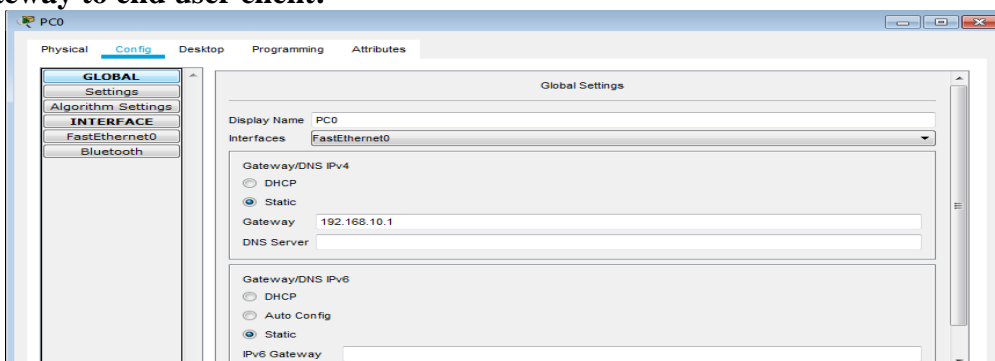 to end user client:
PC0
Physical Config Desktop Programming Attributes
GLOBAL
Settings
Algorithm Settings
INTERFACE
FastEthernet0
Bluetooth
Global Settings
Display Name PC0
Interfaces FastEthernet0
Gateway/DNS IPv4
DHCP
Static
Gateway 192.168.10.1
DNS Server
Gateway/DNS IPv6
DHCP
Auto Config
Static
IPv6 Gateway